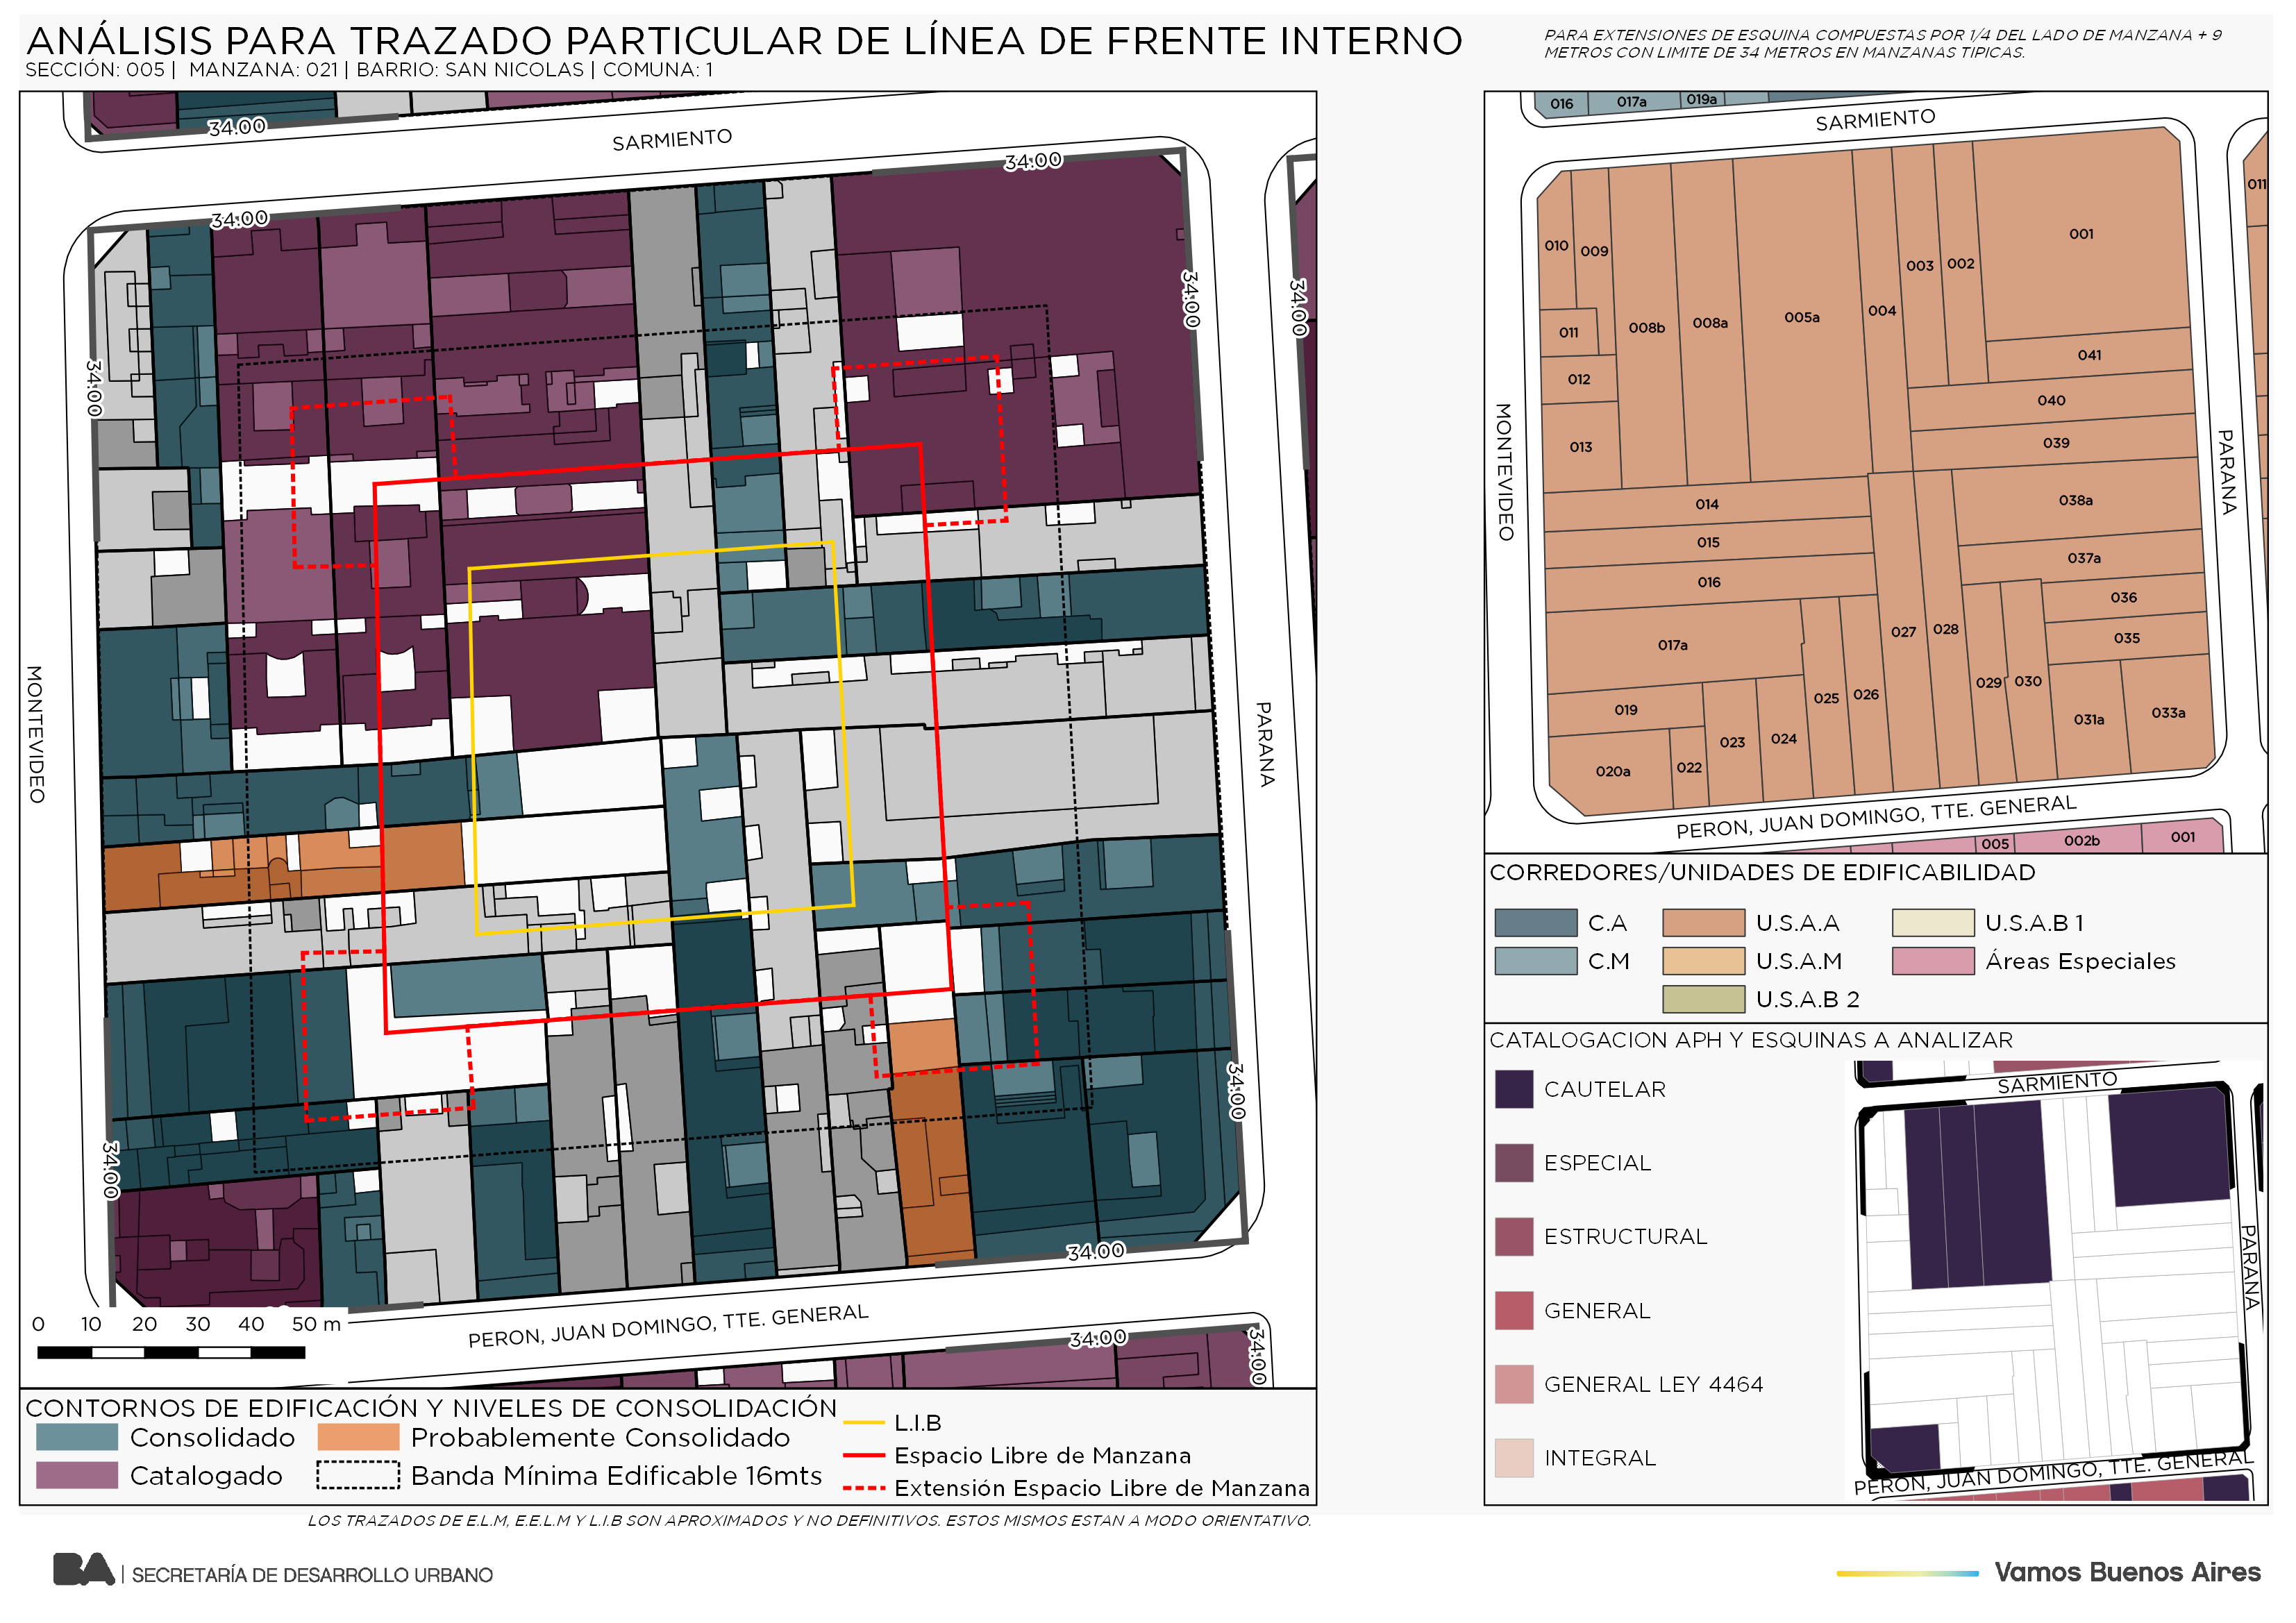 ANÁLISIS PARA TRAZADO PARTICULAR DE LÍNEA DE FRENTE INTERNO
SECCIÓN: 005 | MANZANA: 021 | BARRIO: SAN NICOLAS | COMUNA: 1
PARA EXTENSIONES DE ESQUINA COMPUESTAS POR 1/4 DEL LADO DE MANZANA + 9
METROS CON LIMITE DE 34 METROS EN MANZANAS TIPICAS.
34.00
SARMIENTO
34.00
34.00
34.00
34.00
34.00
MONTEVIDEO
PARANA
34.00
34.00
34.00
PERON, JUAN DOMINGO, TTE. GENERAL
34.00
34.00
0 10 20 30 40 50 m
CONTORNOS DE EDIFICACIÓN Y NIVELES DE CONSOLIDACIÓN
Consolidado
Probablemente Consolidado
Catalogado
Banda Mínima Edificable 16mts
L.I.B
Espacio Libre de Manzana
Extensión Espacio Libre de Manzana
LOS TRAZADOS DE E.L.M, E.E.L.M Y L.I.B SON APROXIMADOS Y NO DEFINITIVOS. ESTOS MISMOS ESTAN A MODO ORIENTATIVO.
016 017a 019a
SARMIENTO
011
010 009 008b 008a 005a 004 003 002 001
011
012
013
041
040
039
MONTEVIDEO
PARANA
014
015
016
017a
038a
037a
036
035
019
020a
022
023
024
025
026
027
028
029
030
031a
033a
PERON, JUAN DOMINGO, TTE. GENERAL
005 002b 001
CORREDORES/UNIDADES DE EDIFICABILIDAD
C.A
U.S.A.A
U.S.A.B 1
C.M
U.S.A.M
Áreas Especiales
U.S.A.B 2
CATALOGACION APH Y ESQUINAS A ANALIZAR
CAUTELAR
ESPECIAL
ESTRUCTURAL
GENERAL
GENERAL LEY 4464
INTEGRAL
SARMIENTO
PARANA
PERON, JUAN DOMINGO, TTE. GENERAL
BA | SECRETARÍA DE DESARROLLO URBANO
Vamos Buenos Aires